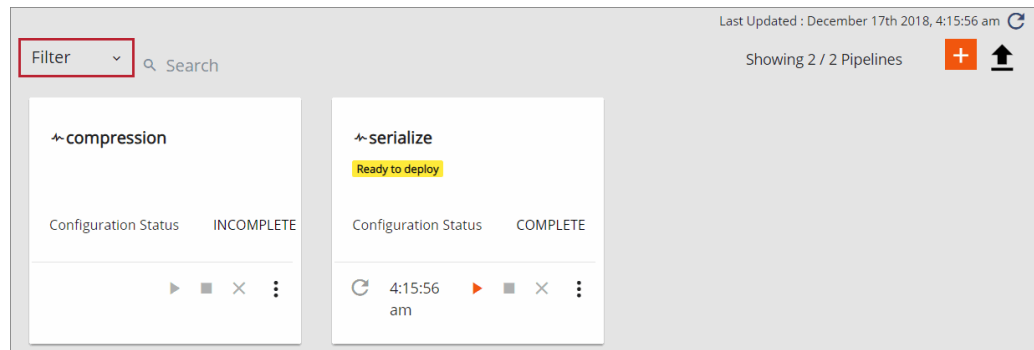 Last Updated : December 17th 2018, 4:15:56 am
Filter
Search
Showing 2 / 2 Pipelines
compression
serialize
Ready to deploy
Configuration Status INCOMPLETE
Configuration Status COMPLETE
4:15:56
am